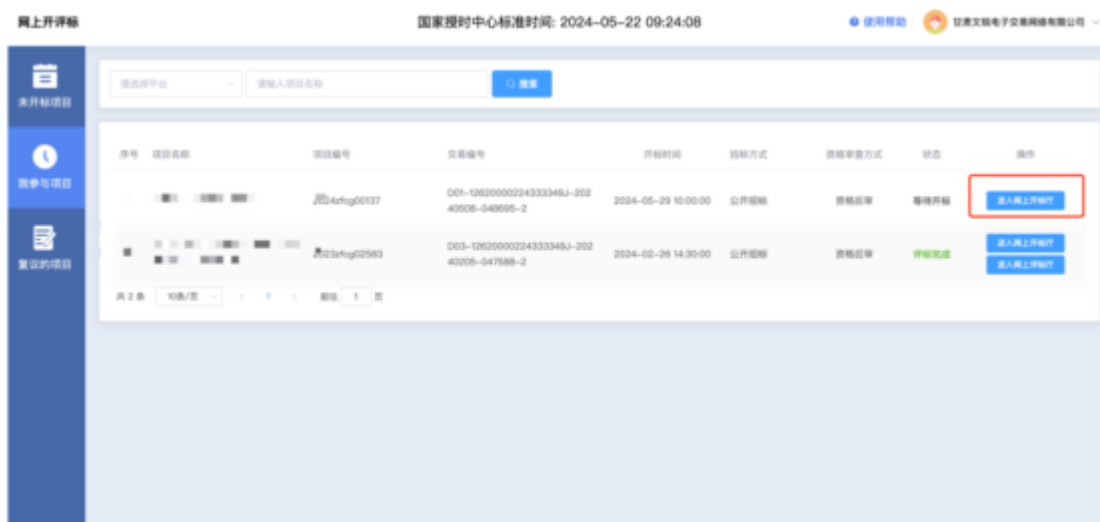 网上开评标
国家授时中心标准时间: 2024-05-22 09:24:08
使用帮助
甘肃文锐电子交易网络有限公司
未开标项目
我参与项目
复议的项目
请选择平台
请输入项目名称
搜索
序号 项目名称 项目编号 交易编号 开标时间 招标方式 资格审查方式 状态 操作
2024zfcg00137
D01-12620000224333349J-202
40508-048695-2
2024-05-29 10:00:00 公开招标 资格后审 等待开标 进入网上开标厅
2023zfcg02583
D03-12620000224333349J-202
40205-047588-2
2024-02-26 14:30:00 公开招标 资格后审 评标完成 进入网上开标厅
进入网上评标厅
共 2 条 10条/页 1 前往 1 页